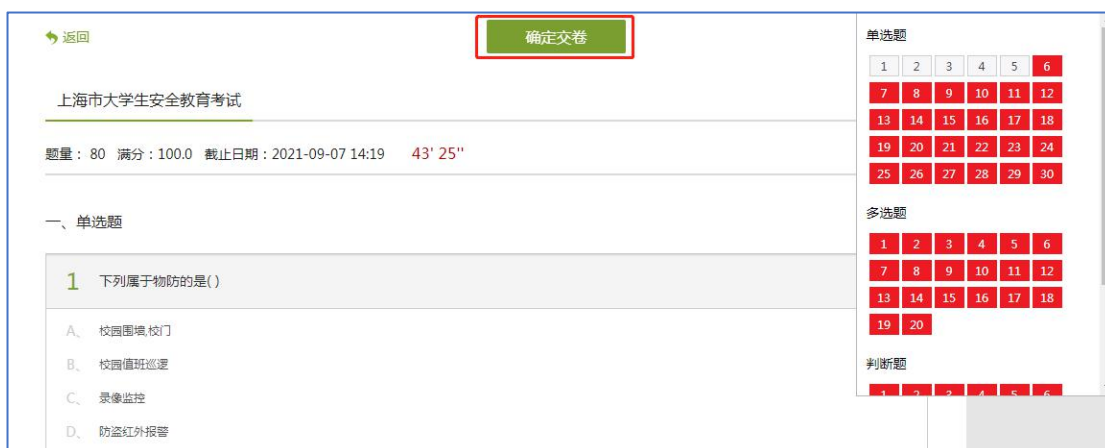 返回
确定交卷
上海市大学生安全教育考试
题量： 80 满分：100.0 截止日期：2021-09-07 14:19 43' 25''
一、单选题
1 下列属于物防的是( )
A、 校园围墙,校门
B、 校园值班巡逻
C、 录像监控
D、 防盗红外报警
单选题
1 2 3 4 5 6
7 8 9 10 11 12
13 14 15 16 17 18
19 20 21 22 23 24
25 26 27 28 29 30
多选题
1 2 3 4 5 6
7 8 9 10 11 12
13 14 15 16 17 18
19 20
判断题
1 2 3 4 5 6